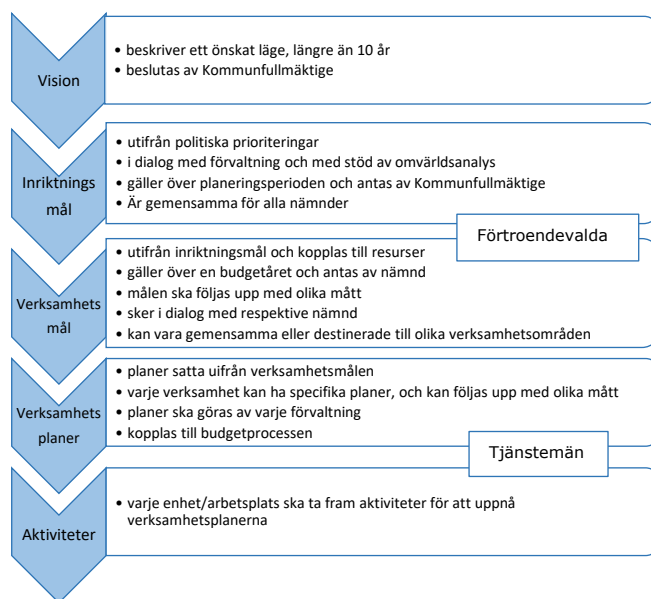 Vision
• beskriver ett önskat läge, längre än 10 år
• beslutas av Kommunfullmäktige
Inriktnings
mål
• utifrån politiska prioriteringar
• i dialog med förvaltning och med stöd av omvärldsanalys
• gäller över planeringsperioden och antas av Kommunfullmäktige
• Är gemensamma för alla nämnder
Förtroendevalda
Verksamhets
mål
• utifrån inriktningsmål och kopplas till resurser
• gäller över en budgetåret och antas av nämnd
• målen ska följas upp med olika mått
• sker i dialog med respektive nämnd
• kan vara gemensamma eller destinerade till olika verksamhetsområden
Verksamhets
planer
• planer satta uifrån verksamhetsmålen
• varje verksamhet kan ha specifika planer, och kan följas upp med olika mått
• planer ska göras av varje förvaltning
• kopplas till budgetprocessen
Tjänstemän
Aktiviteter
• varje enhet/arbetsplats ska ta fram aktiviteter för att uppnå
verksamhetsplanerna